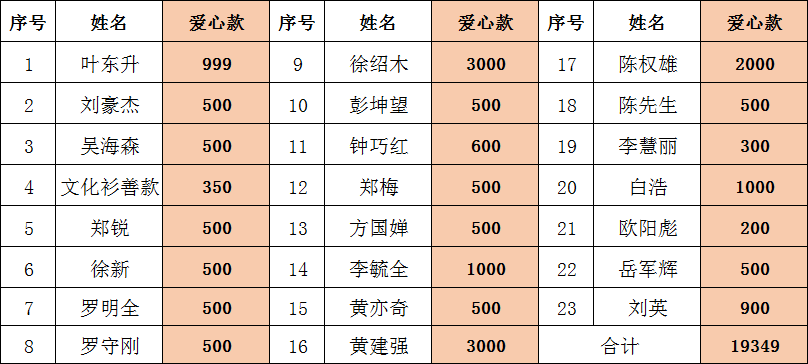 序号 姓名 爱心款 序号 姓名 爱心款 序号 姓名 爱心款
1 叶东升 999 9 徐绍木 3000 17 陈权雄 2000
2 刘豪杰 500 10 彭坤望 500 18 陈先生 500
3 吴海森 500 11 钟巧红 600 19 李慧丽 300
4 文化衫善款 350 12 郑梅 500 20 白浩 1000
5 郑锐 500 13 方国婵 500 21 欧阳彪 200
6 徐新 500 14 李毓全 1000 22 岳军辉 500
7 罗明全 500 15 黄亦奇 500 23 刘英 900
8 罗守刚 500 16 黄建强 3000 合计 19349